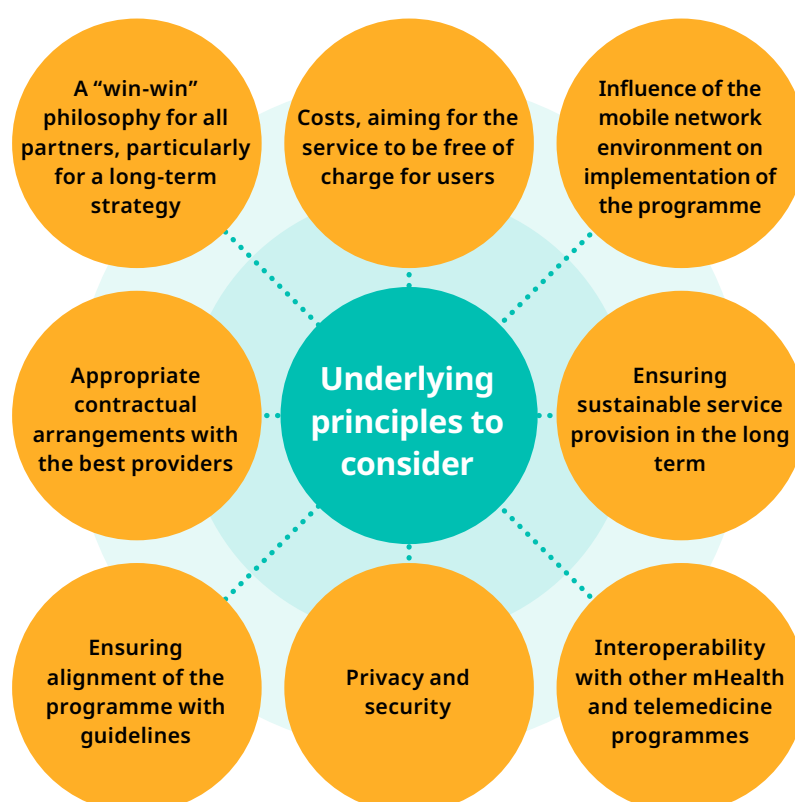 A “win-win”
philosophy for all
partners, particularly
for a long-term
strategy
Costs, aiming for the
service to be free of
charge for users
Influence of the
mobile network
environment on
implementation of
the programme
Appropriate
contractual
arrangements with
the best providers
Underlying
principles to
consider
Ensuring
sustainable service
provision in the long
term
Ensuring
alignment of the
programme with
guidelines
Privacy and
security
Interoperability
with other mHealth
and telemedicine
programmes